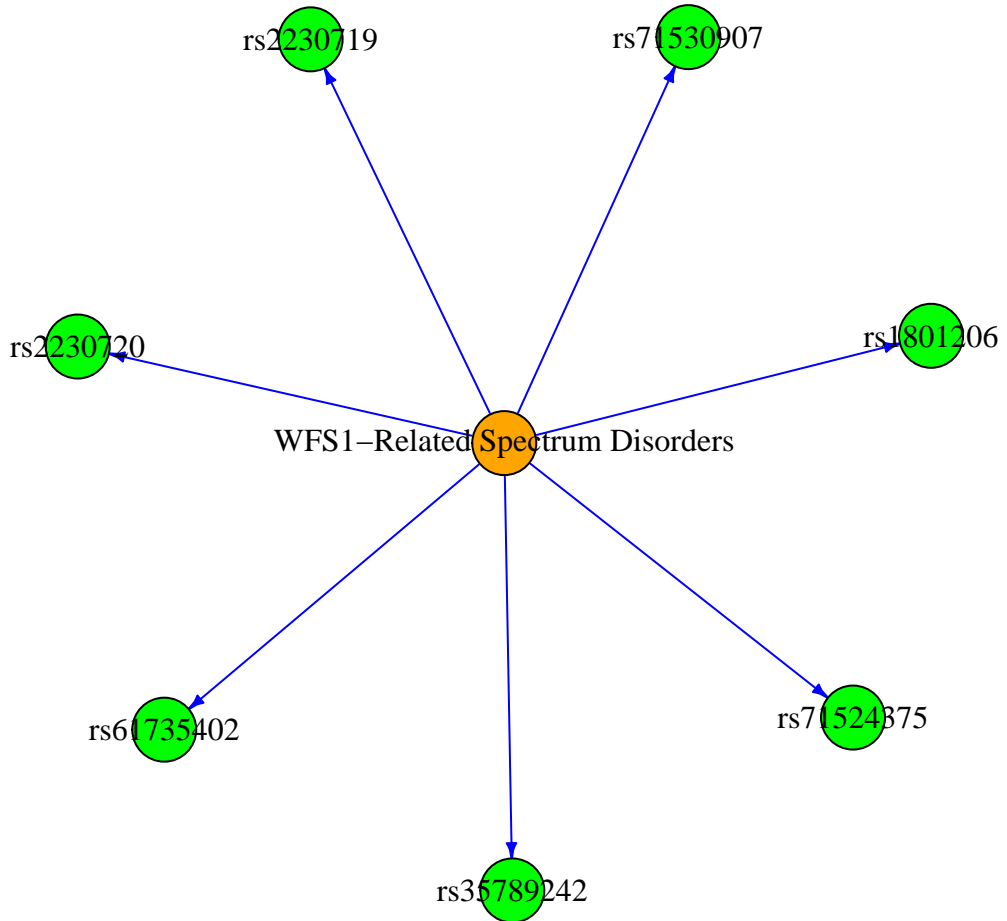 rs2230719
rs71530907
rs2230720
rs1801206
WFS1−Related Spectrum Disorders
rs61735402
rs71524375
rs35789242